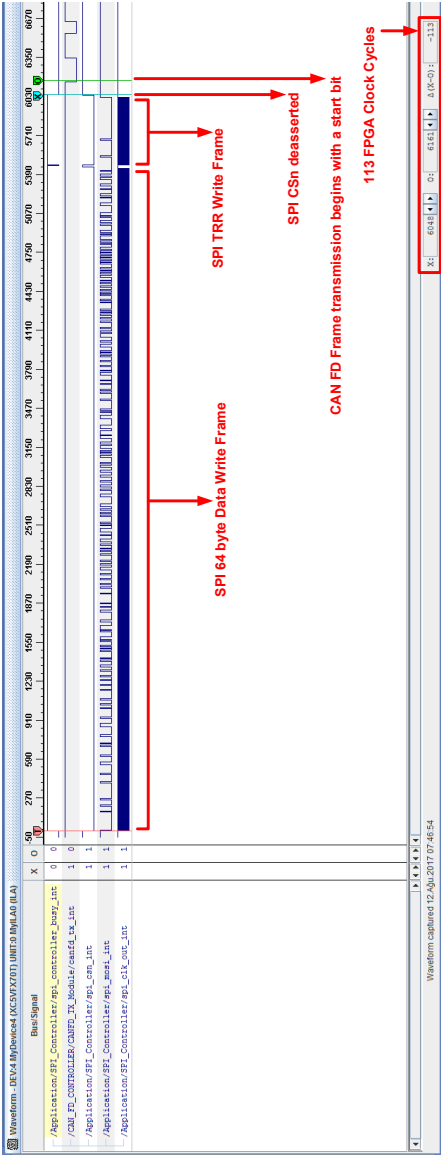 Waveform - DEV:4 MyDevice4 (XC5VFX70T) UNIT:0 MyILA0 (ILA)
Bus/Signal X O
-50 270 590 910 1230 1550 1870 2190 2510 2830 3150 3470 3790 4110 4430 4750 5070 5390 5710 6030 6350 6670
/Application/SPI_Controller/spi_controller_busy_int 0 0
/CAN_FD_CONTROLLER/CANFD_TX_Module/canfd_tx_int 1 0
/Application/SPI_Controller/spi_csn_int 1 1
/Application/SPI_Controller/spi_mosi_int 1 1
/Application/SPI_Controller/spi_clk_out_int 1 1
SPI 64 byte Data Write Frame
SPI TRR Write Frame
SPI CSn deasserted
CAN FD Frame transmission begins with a start bit
113 FPGA Clock Cycles
X: 6048 O: 6161 Δ(X-O): -113
Waveform captured 12.Ağu.2017 07:46:54